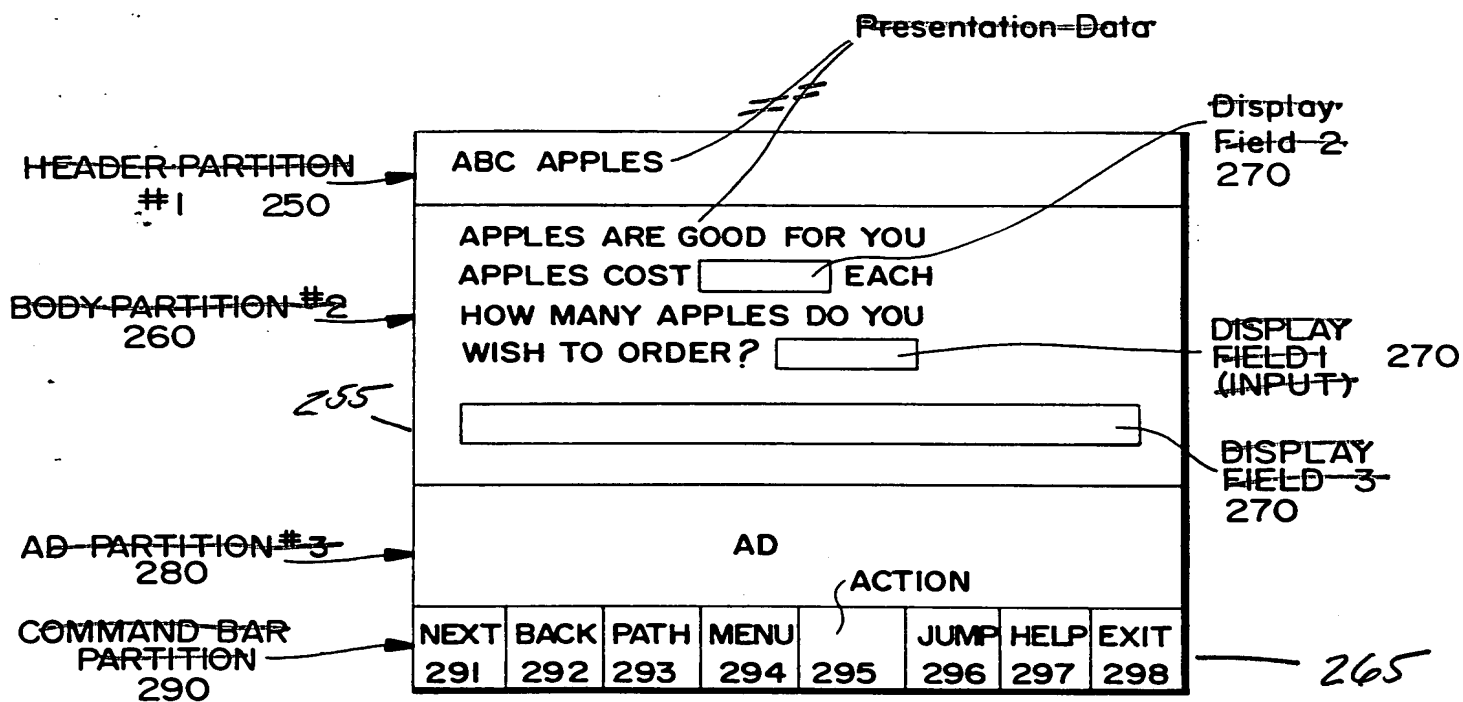 Presentation Data
Display
Field 2
270
HEADER PARTITION
#1 250
ABC APPLES
APPLES ARE GOOD FOR YOU
APPLES COST EACH
BODY PARTITION #2
260
HOW MANY APPLES DO YOU
WISH TO ORDER?
DISPLAY
FIELD 1 270
(INPUT)
255
DISPLAY
FIELD 3
270
AD PARTITION #3
280
AD
ACTION
COMMAND BAR
PARTITION
290
NEXT BACK PATH MENU JUMP HELP EXIT
291 292 293 294 295 296 297 298
265